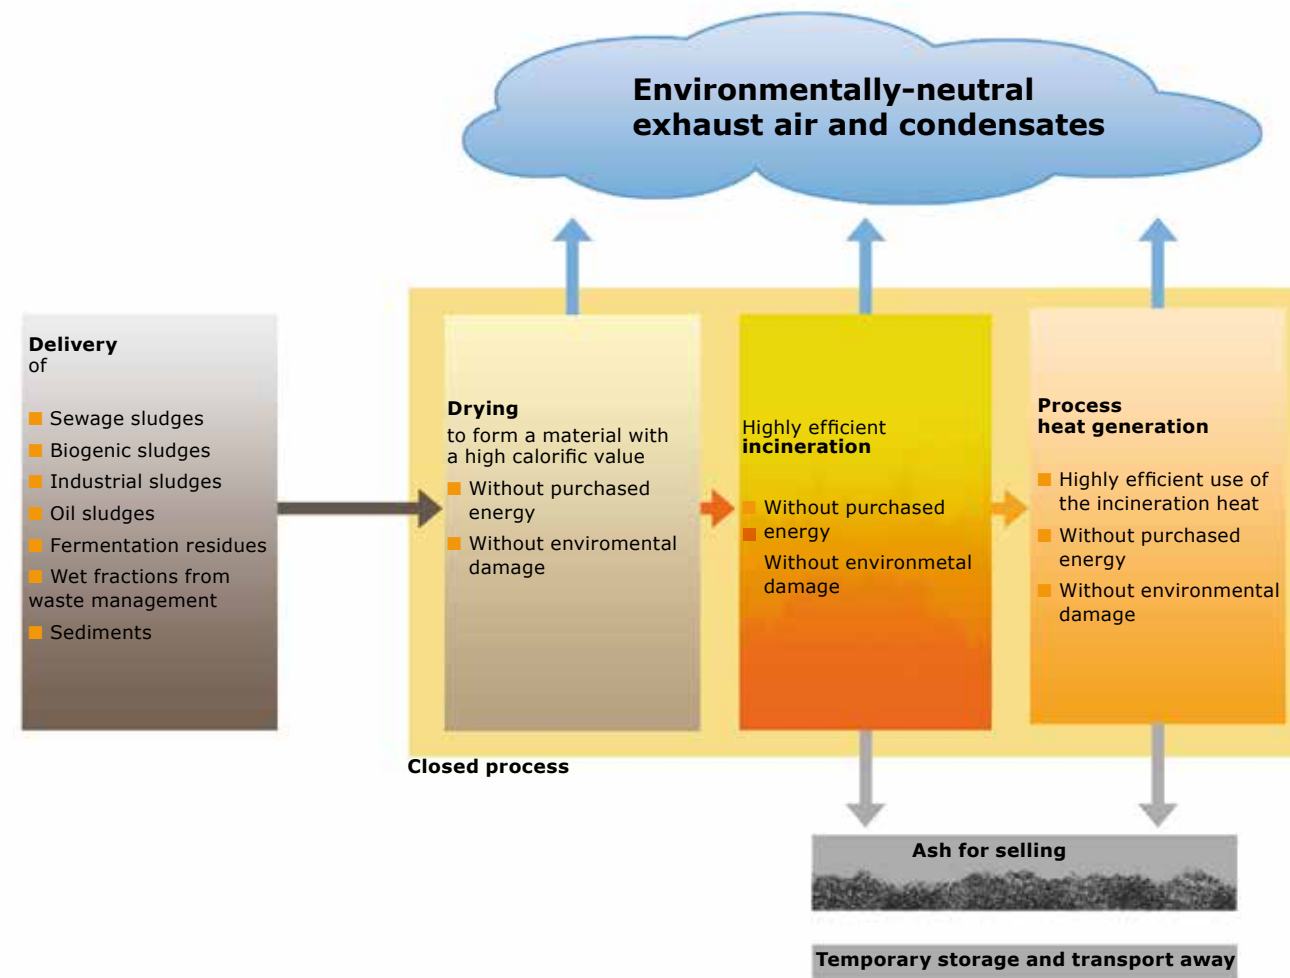 Environmentally-neutral
exhaust air and condensates
Delivery
of
Sewage sludges
Biogenic sludges
Industrial sludges
Oil sludges
Fermentation residues
Wet fractions from
waste management
Sediments
Drying
to form a material with
a high calorific value
Without purchased
energy
Without enviromental
damage
Highly efficient
incineration
Without purchased
energy
Without environmetal
damage
Process
heat generation
Highly efficient use of
the incineration heat
Without purchased
energy
Without environmental
damage
Closed process
Ash for selling
Temporary storage and transport away